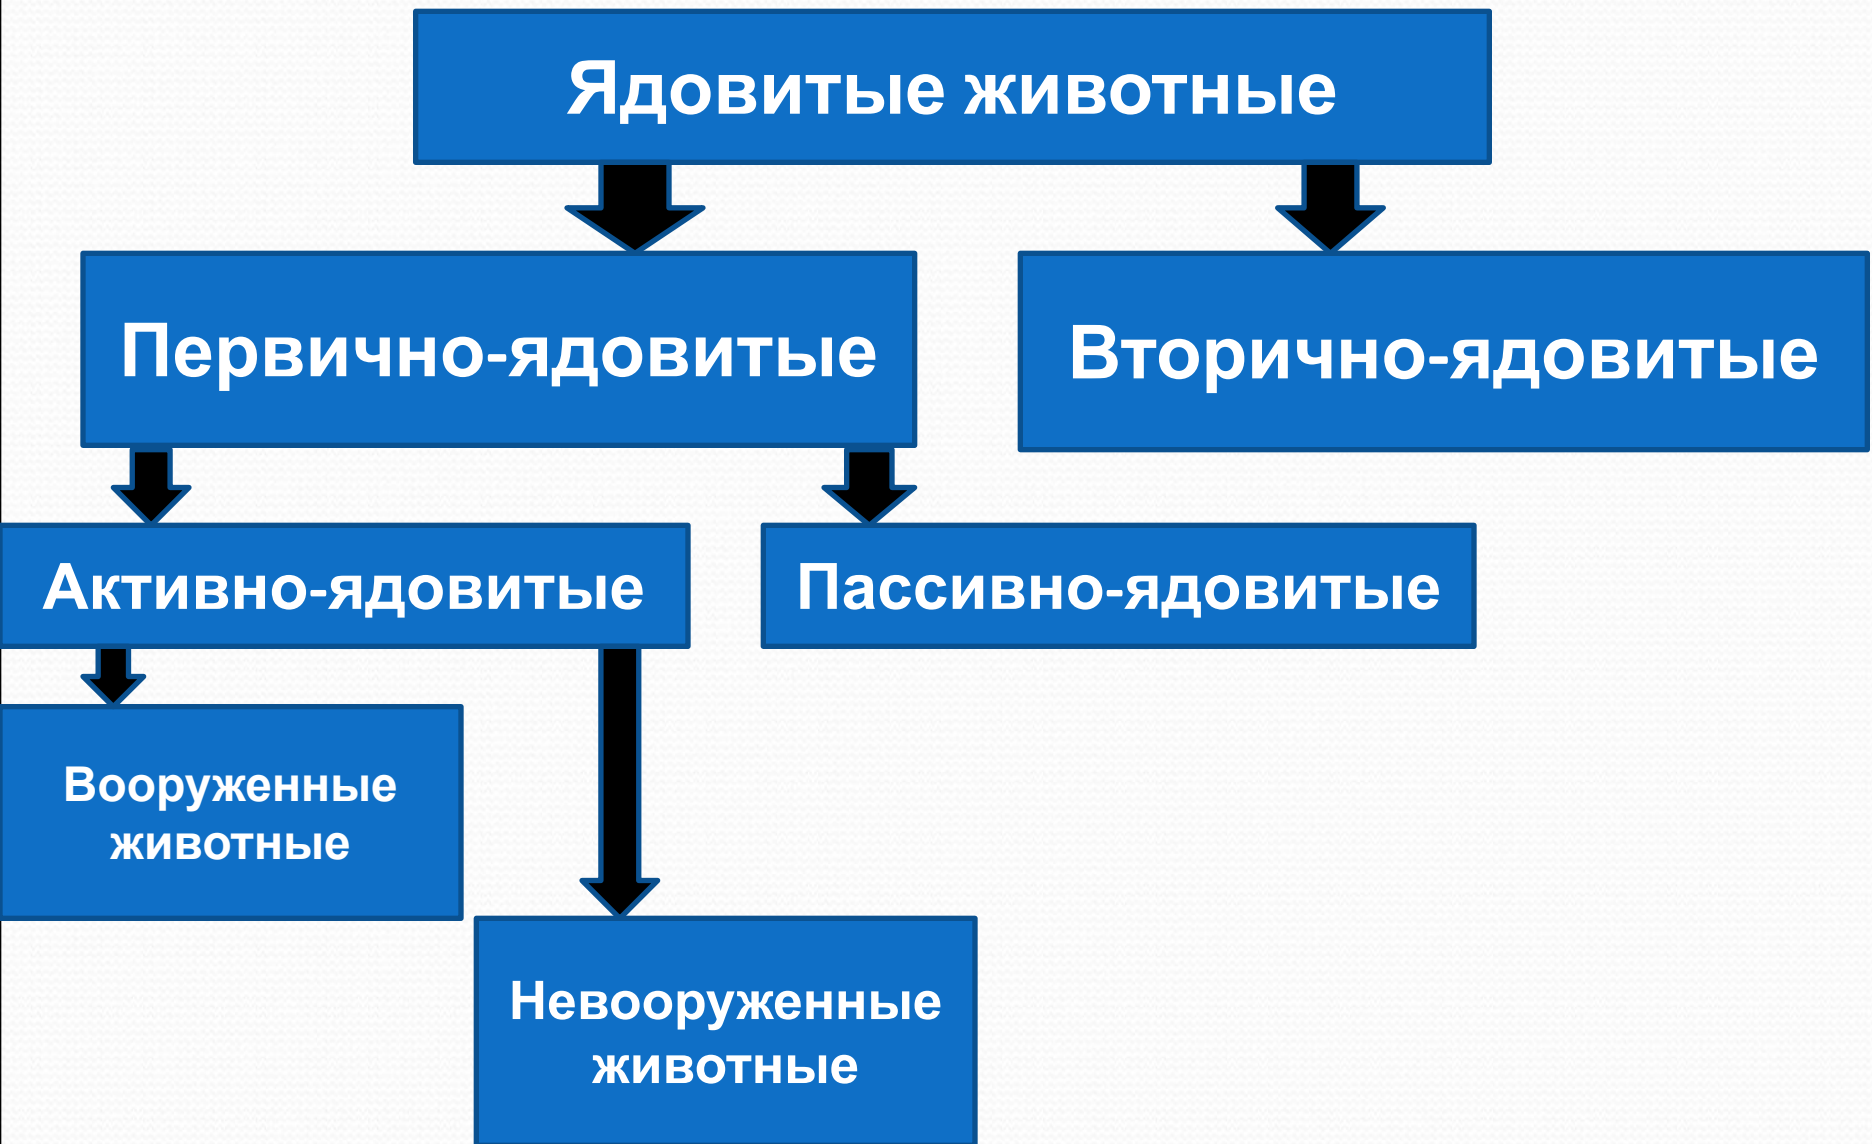 Ядовитые животные
Первично-ядовитые
Вторично-ядовитые
Активно-ядовитые
Пассивно-ядовитые
Вооруженные
животные
Невооруженные
животные